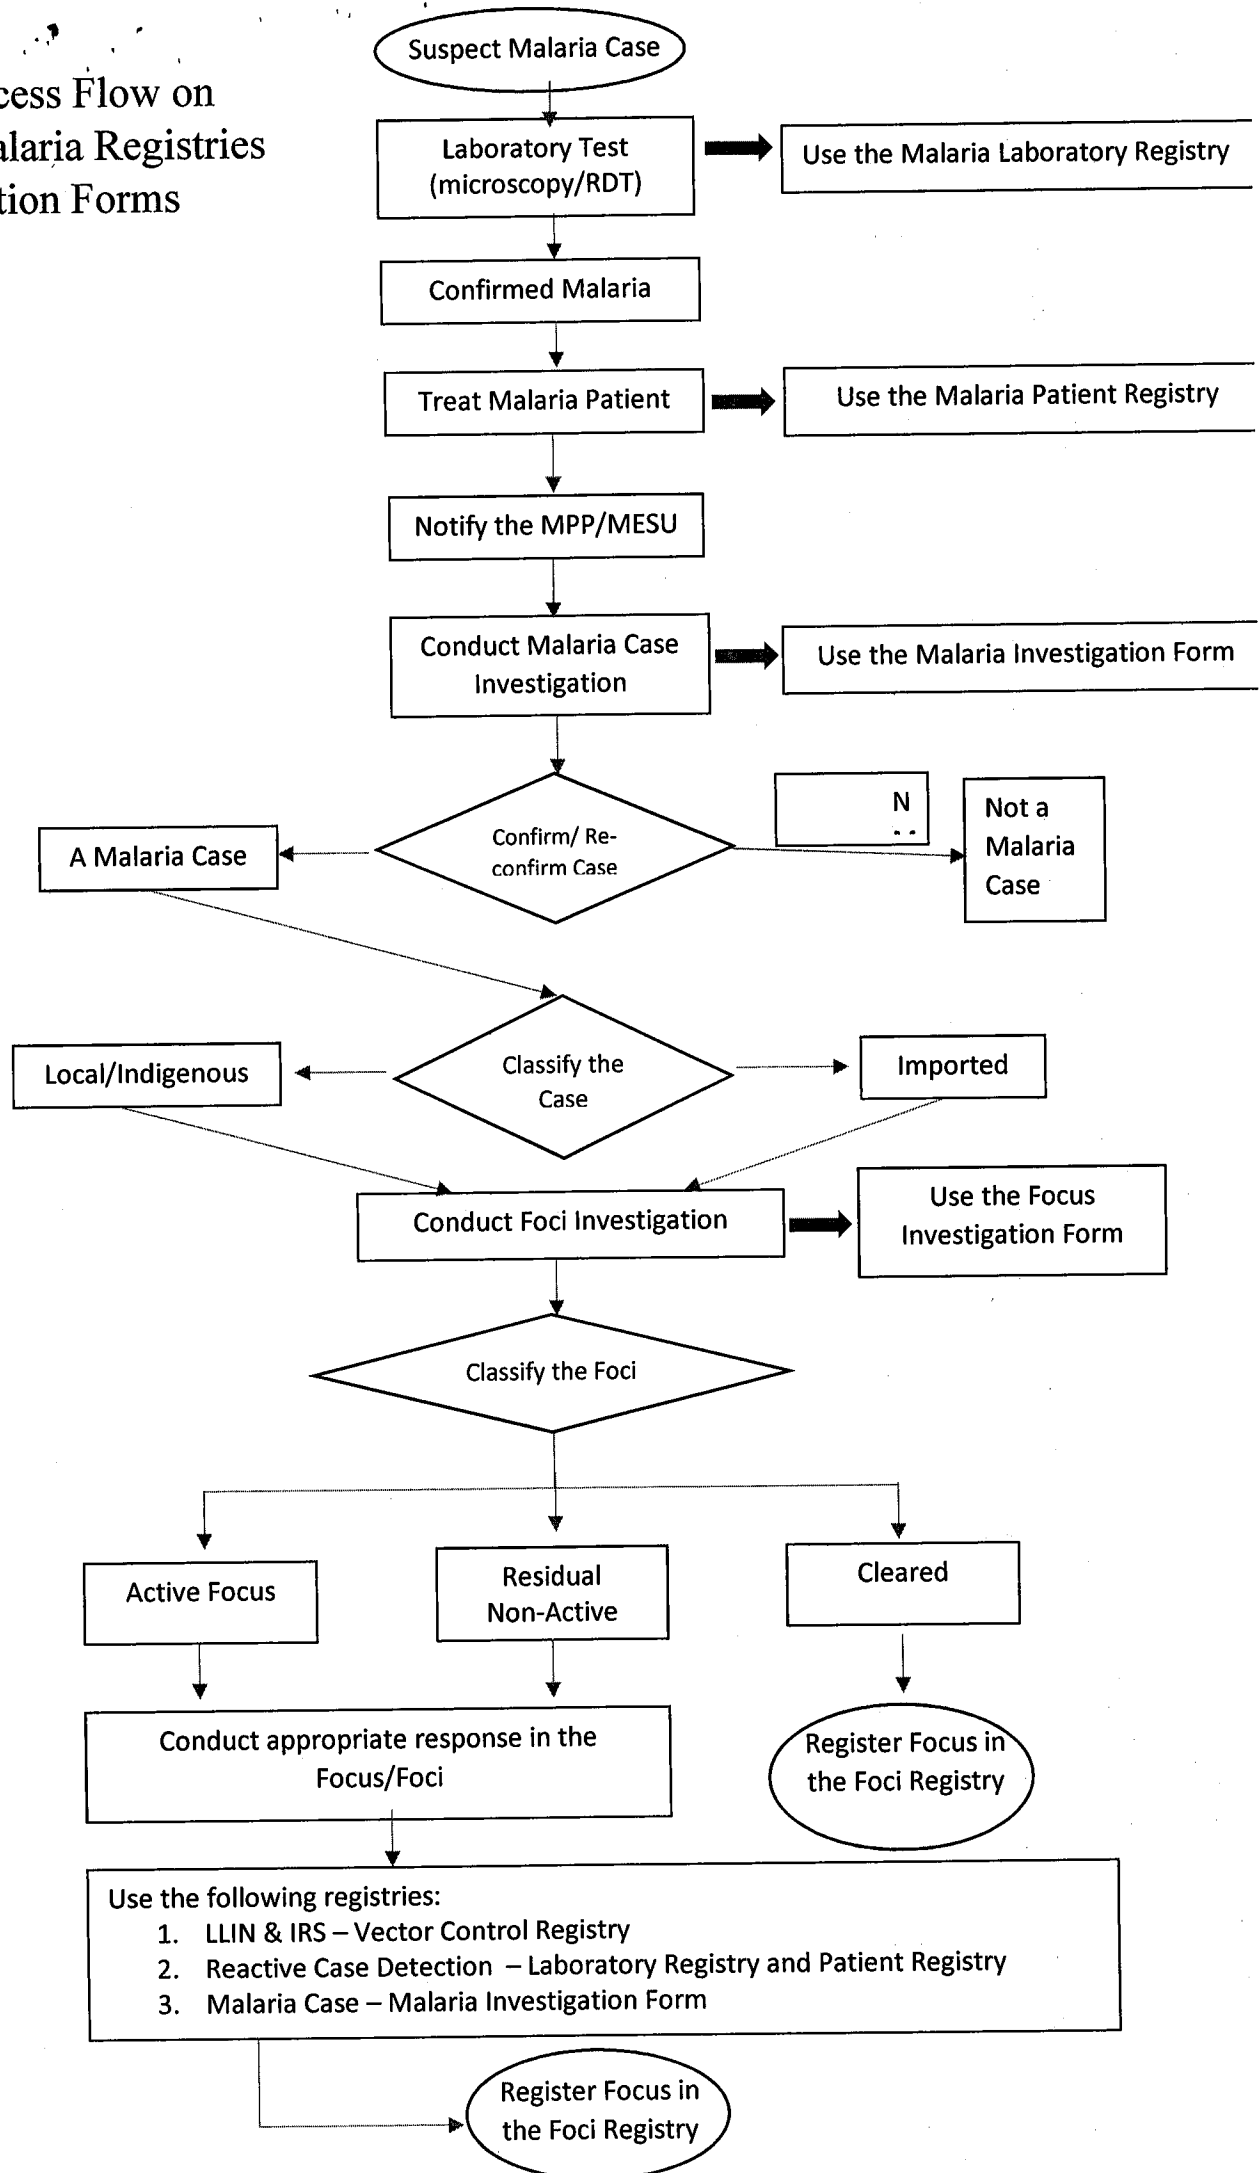 Suspect Malaria Case
cess Flow on
alaria Registries
tion Forms
Laboratory Test
(microscopy/RDT)
Use the Malaria Laboratory Registry
Confirmed Malaria
Treat Malaria Patient
Use the Malaria Patient Registry
Notify the MPP/MESU
Conduct Malaria Case
Investigation
Use the Malaria Investigation Form
Confirm/ Re-
confirm Case
N
A Malaria Case
Not a
Malaria
Case
Classify the
Case
Local/Indigenous
Imported
Conduct Foci Investigation
Use the Focus
Investigation Form
Classify the Foci
Active Focus
Residual
Non-Active
Cleared
Conduct appropriate response in the
Focus/Foci
Register Focus in
the Foci Registry
Use the following registries:
1. LLIN & IRS – Vector Control Registry
2. Reactive Case Detection – Laboratory Registry and Patient Registry
3. Malaria Case – Malaria Investigation Form
Register Focus in
the Foci Registry